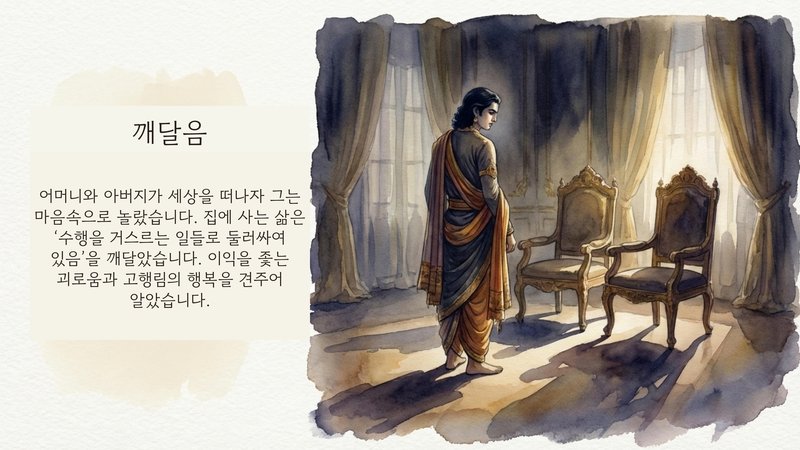 깨달음
어머니와 아버지가 세상을 떠나자 그는
마음속으로 놀랐습니다. 집에 사는 삶은
‘수행을 거스르는 일들로 둘러싸여
있음’을 깨달았습니다. 이익을 좇는
괴로움과 고행림의 행복을 견주어
알았습니다.